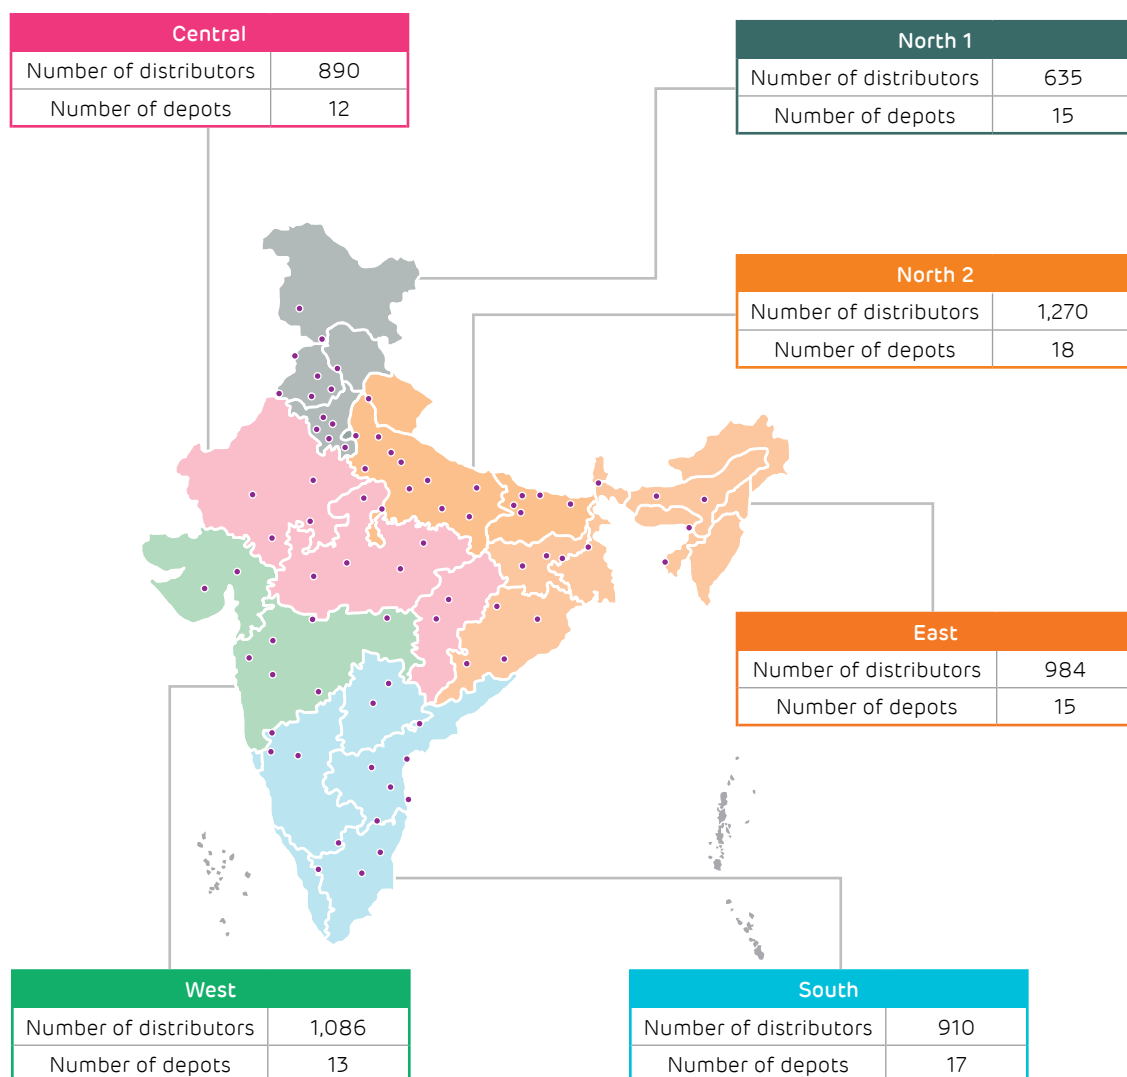 Central
Number of distributors 890
Number of depots 12
North 1
Number of distributors 635
Number of depots 15
North 2
Number of distributors 1,270
Number of depots 18
East
Number of distributors 984
Number of depots 15
West
Number of distributors 1,086
Number of depots 13
South
Number of distributors 910
Number of depots 17